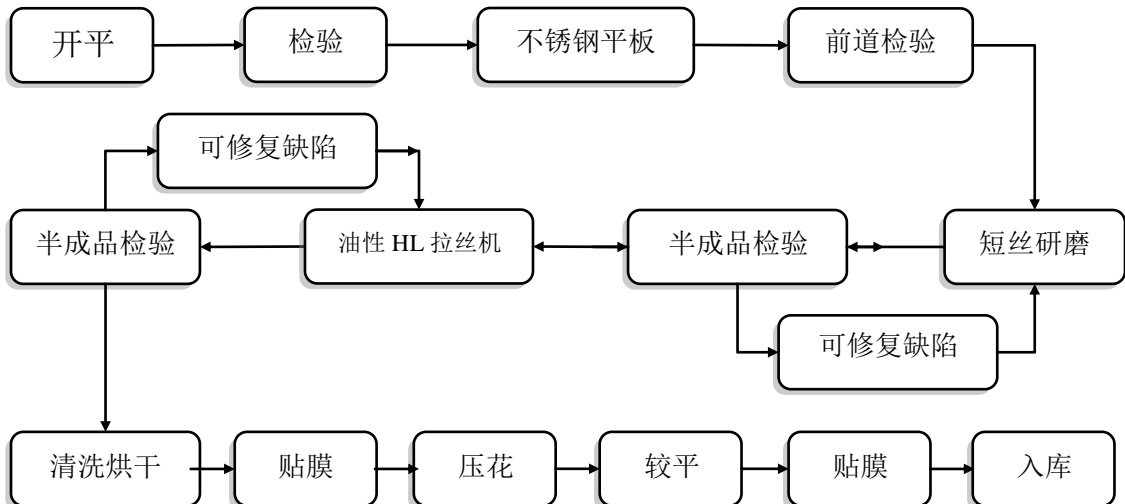 开平
检验
不锈钢平板
前道检验
可修复缺陷
半成品检验
油性 HL 拉丝机
半成品检验
短丝研磨
可修复缺陷
清洗烘干
贴膜
压花
较平
贴膜
入库